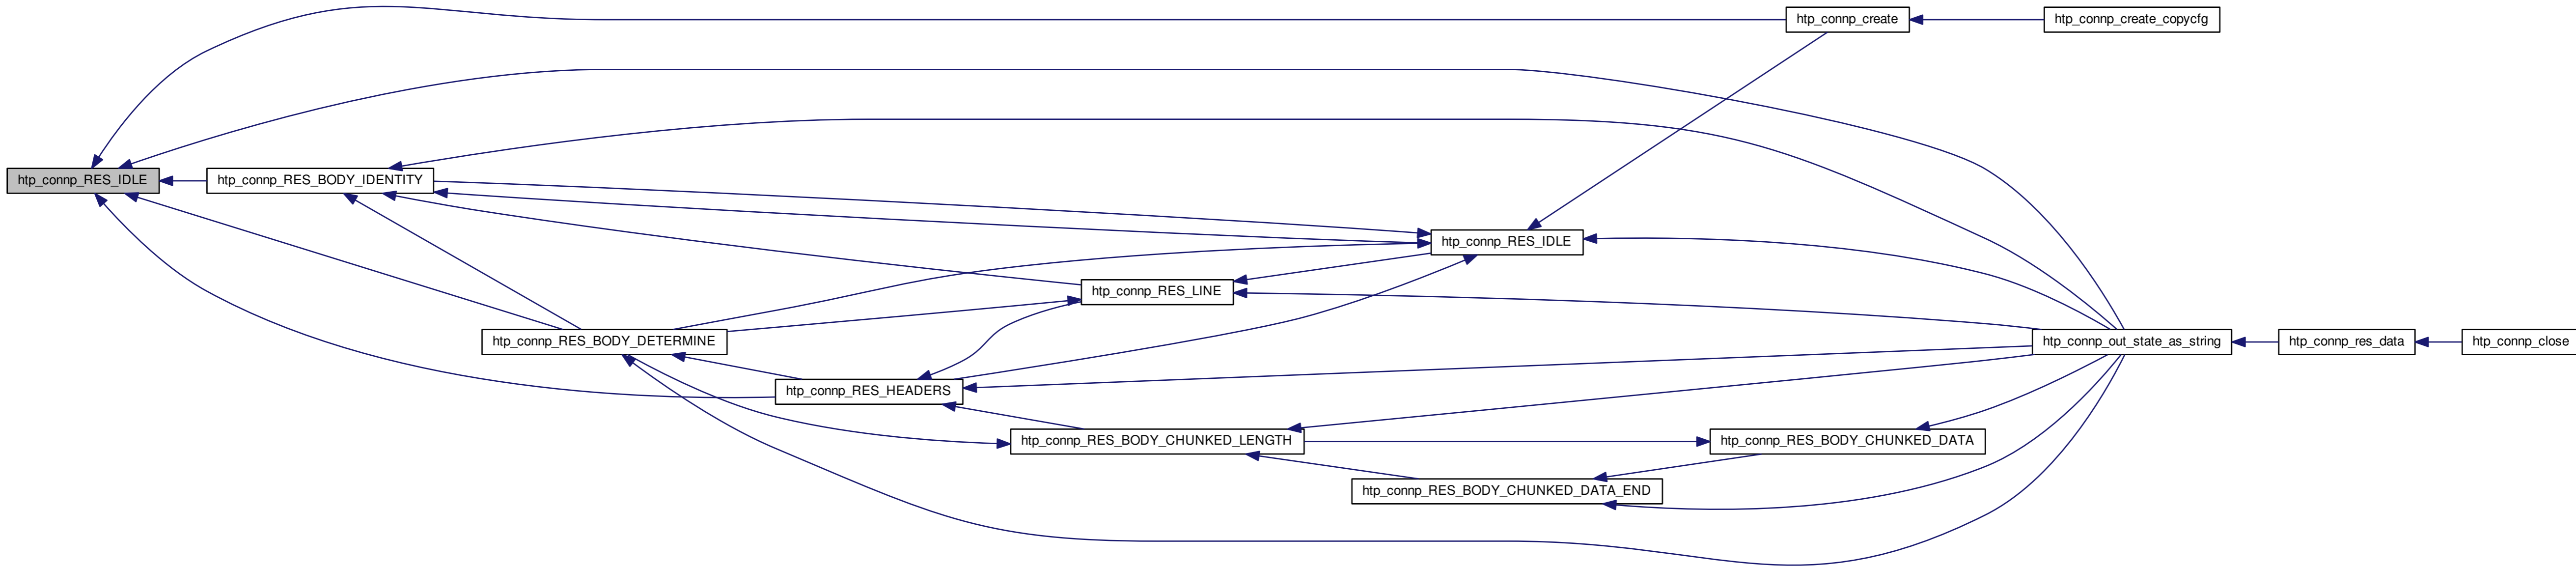 htp_connp_create
htp_connp_create_copycfg
htp_connp_RES_IDLE
htp_connp_RES_BODY_IDENTITY
htp_connp_RES_IDLE
htp_connp_RES_LINE
htp_connp_RES_BODY_DETERMINE
htp_connp_out_state_as_string
htp_connp_res_data
htp_connp_close
htp_connp_RES_HEADERS
htp_connp_RES_BODY_CHUNKED_LENGTH
htp_connp_RES_BODY_CHUNKED_DATA
htp_connp_RES_BODY_CHUNKED_DATA_END